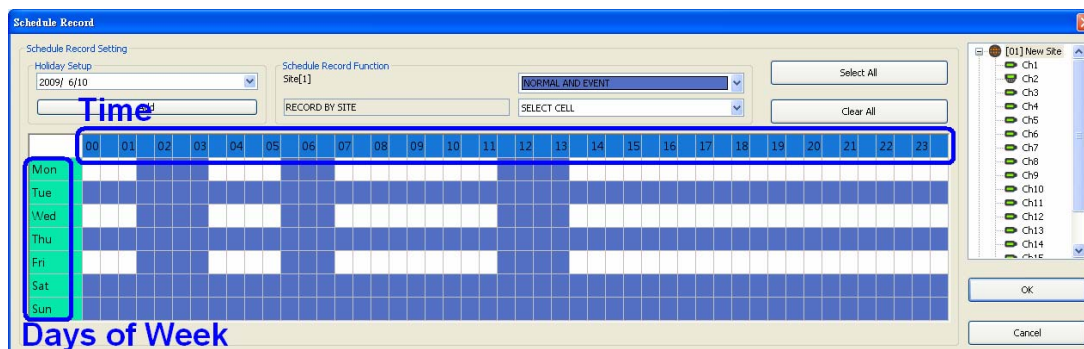 Schedule Record
Schedule Record Setting
Holiday Setup
2009/ 6/10
Schedule Record Function
Site[1]
NORMAL AND EVENT
RECORD BY SITE
SELECT CELL
Select All
Clear All
Time
00 01 02 03 04 05 06 07 08 09 10 11 12 13 14 15 16 17 18 19 20 21 22 23
Mon
Tue
Wed
Thu
Fri
Sat
Sun
Days of Week
[01] New Site
Ch1
Ch2
Ch3
Ch4
Ch5
Ch6
Ch7
Ch8
Ch9
Ch10
Ch11
Ch12
Ch13
Ch14
Ch15
OK
Cancel